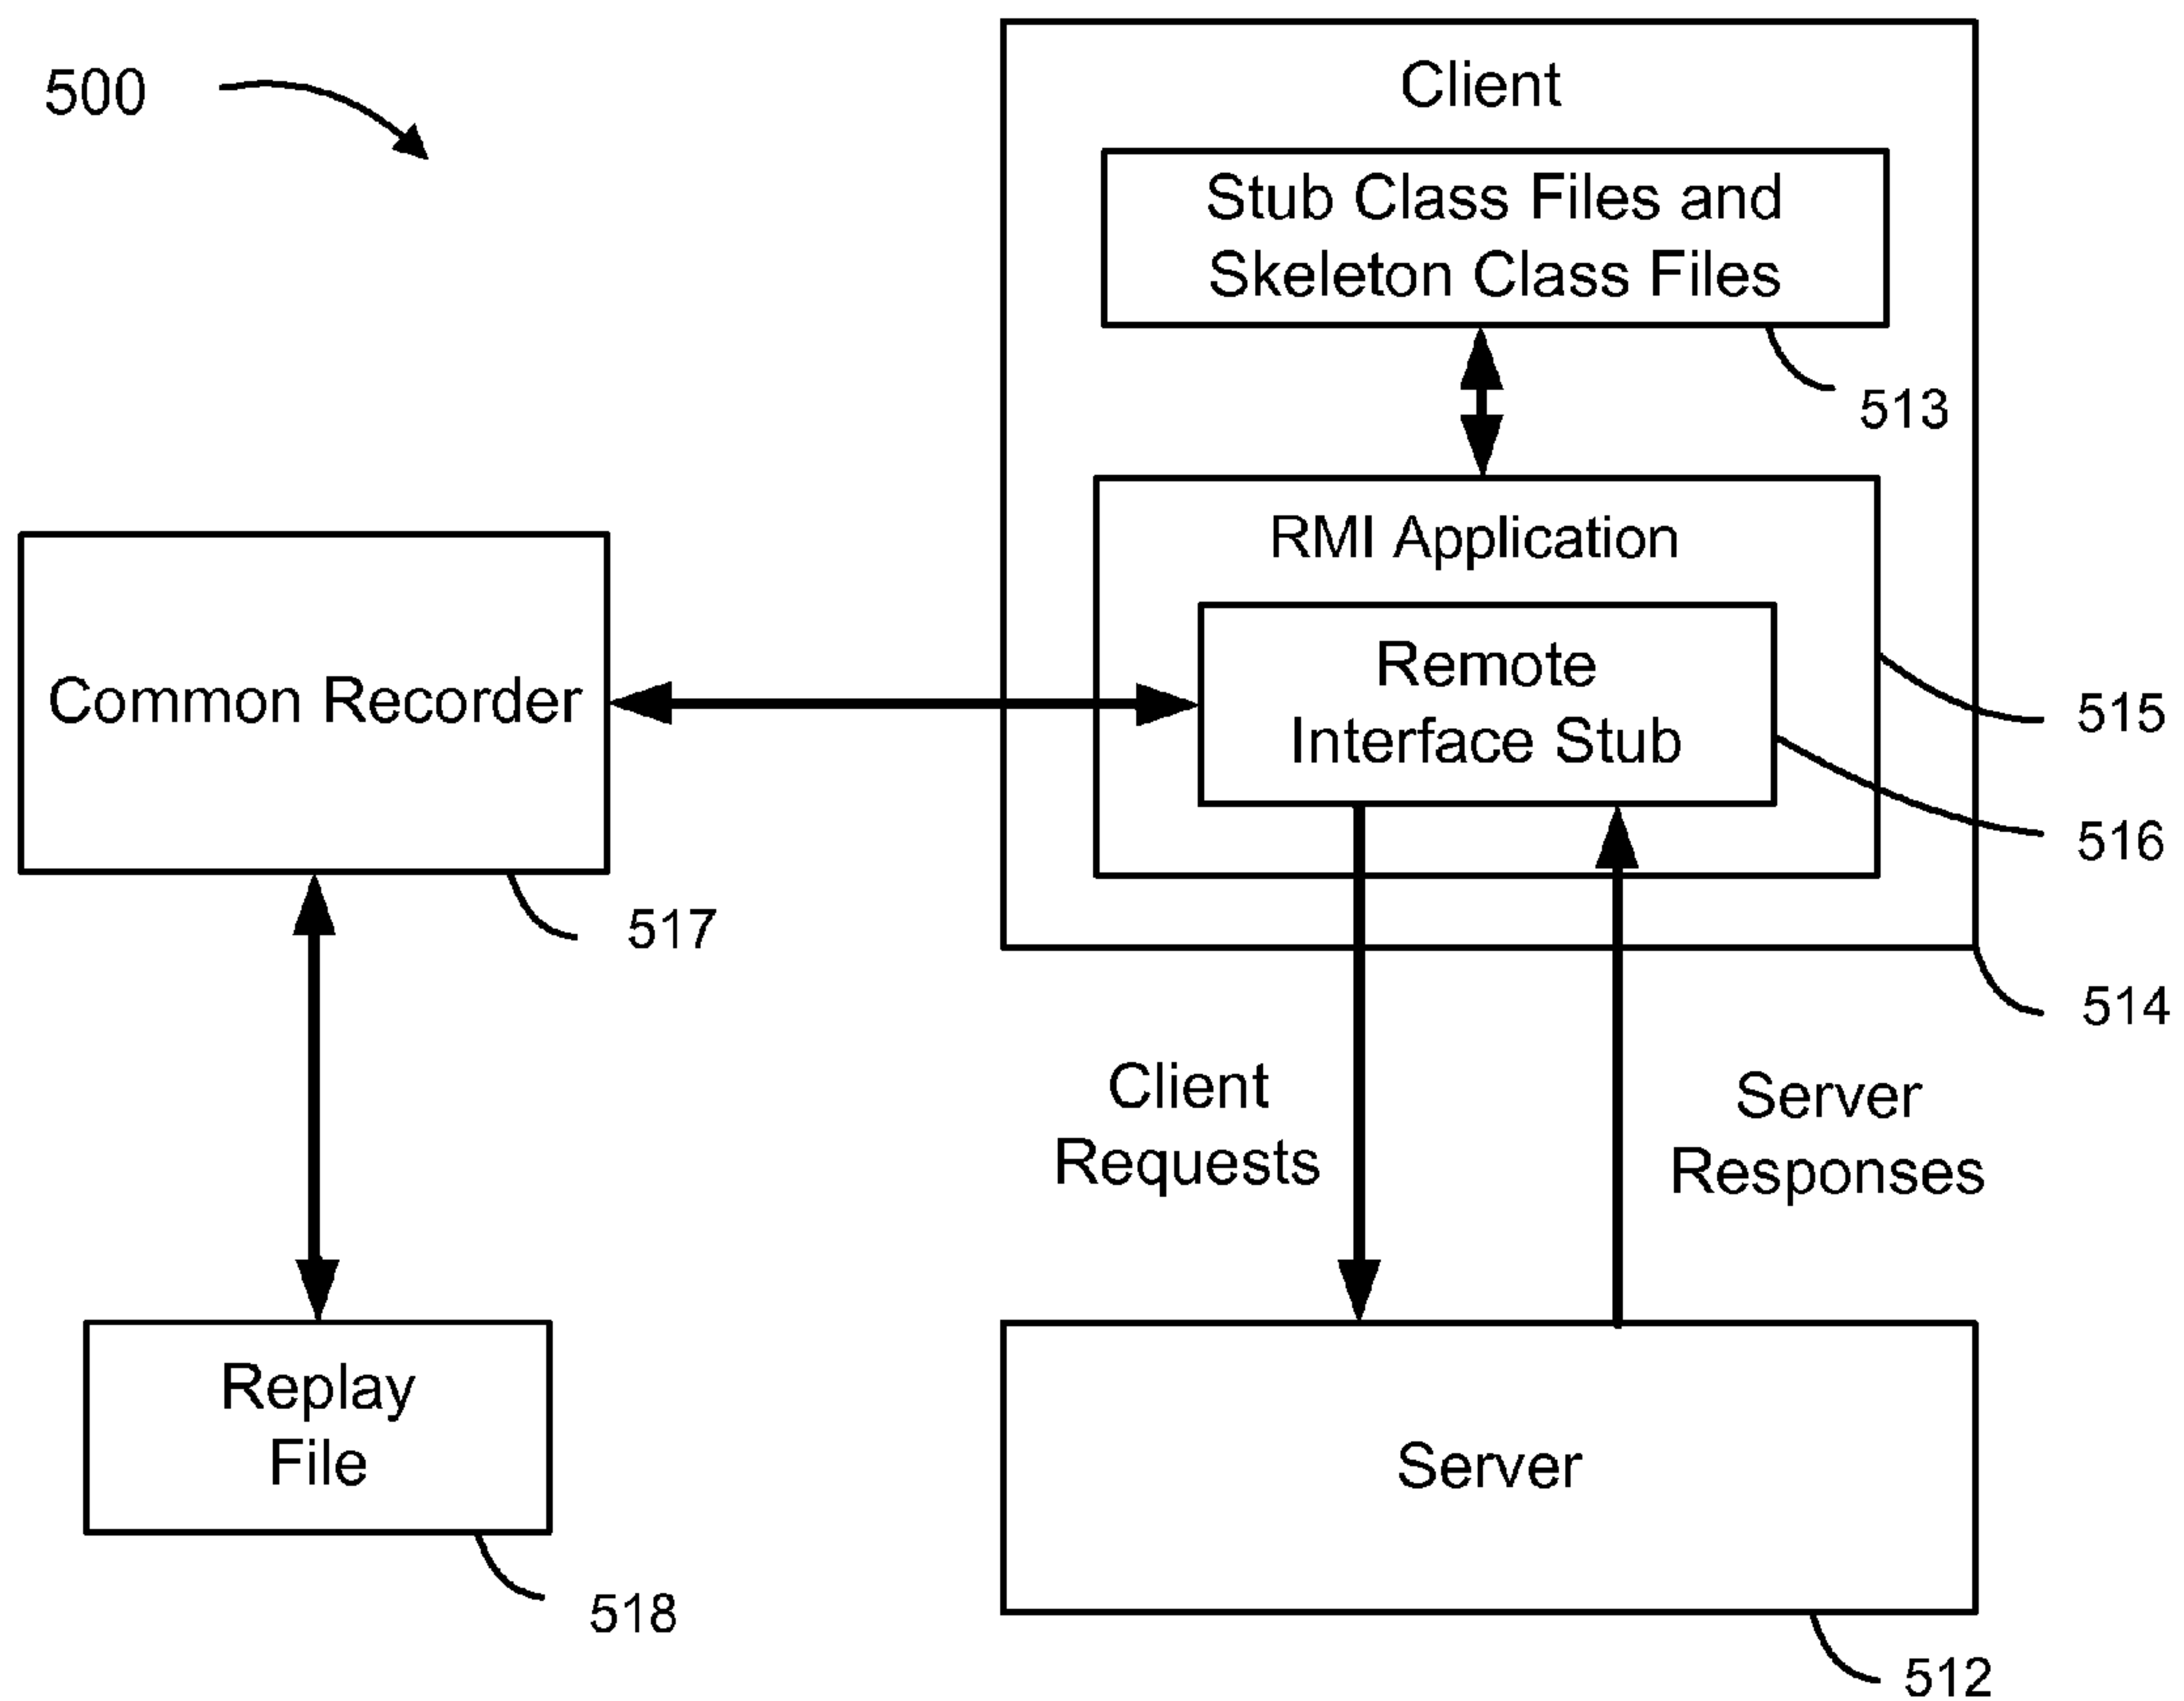 500
Client
Stub Class Files and
Skeleton Class Files
513
RMI Application
Remote
Interface Stub
515
516
Common Recorder
517
514
Client
Requests
Server
Responses
Replay
File
518
Server
512